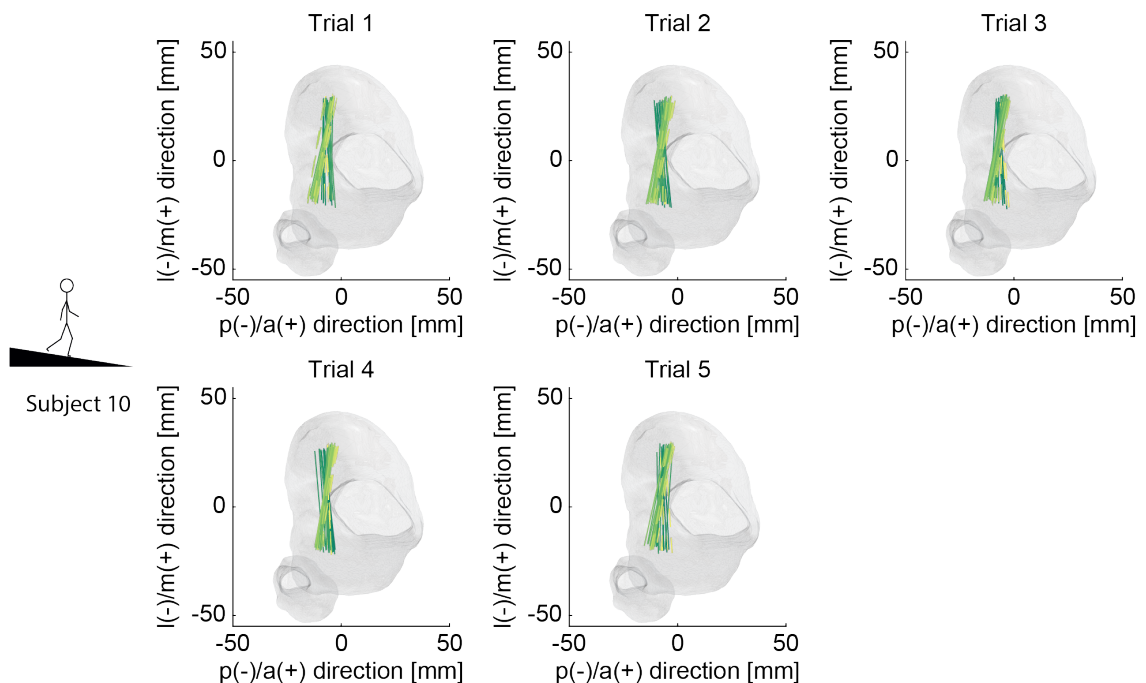 Trial 1
Trial 2
Trial 3
l(-)/m(+) direction [mm]
50
0
-50
-50
0
50
p(-)/a(+) direction [mm]
l(-)/m(+) direction [mm]
50
0
-50
-50
0
50
p(-)/a(+) direction [mm]
l(-)/m(+) direction [mm]
50
0
-50
-50
0
50
p(-)/a(+) direction [mm]
Subject 10
Trial 4
Trial 5
l(-)/m(+) direction [mm]
50
0
-50
-50
0
50
p(-)/a(+) direction [mm]
l(-)/m(+) direction [mm]
50
0
-50
-50
0
50
p(-)/a(+) direction [mm]